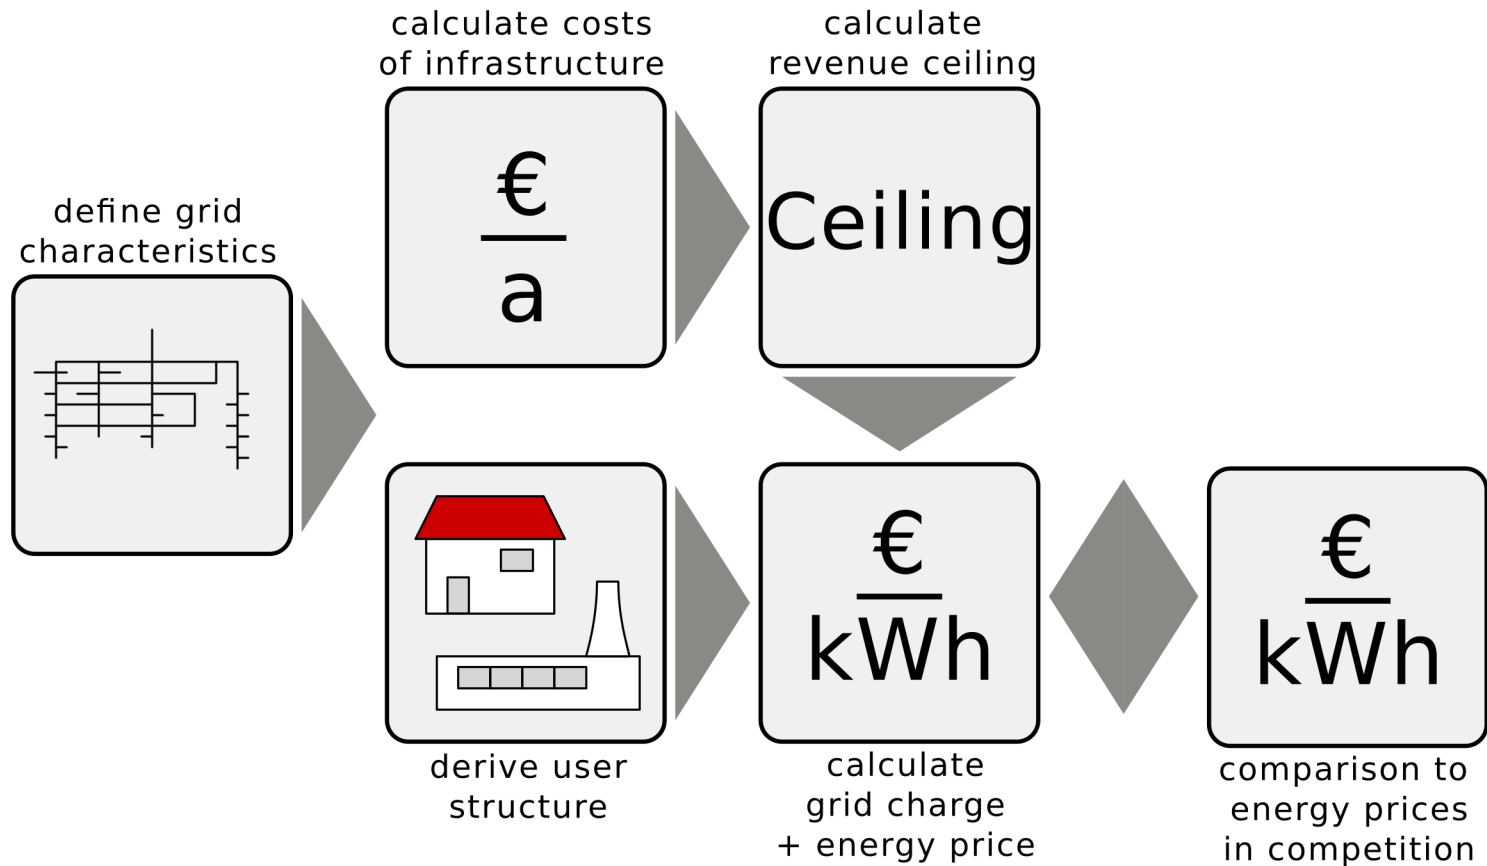 calculate costs
of infrastructure
€
a
calculate
revenue ceiling
Ceiling
define grid
characteristics
derive user
structure
€
kWh
calculate
grid charge
+ energy price
€
kWh
comparison to
energy prices
in competition